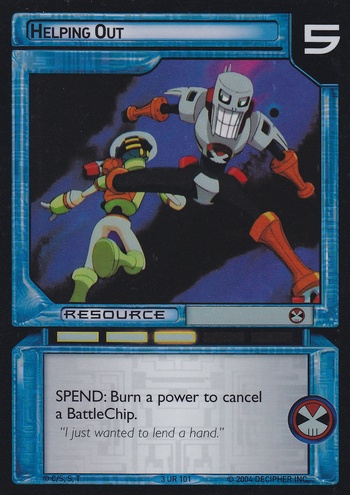 HELPING OUT
5
RESOURCE
SPEND: Burn a power to cancel
a BattleChip.
"I just wanted to lend a hand."
© C/S, S, T
3 UR 101
© 2004 DECIPHER INC.